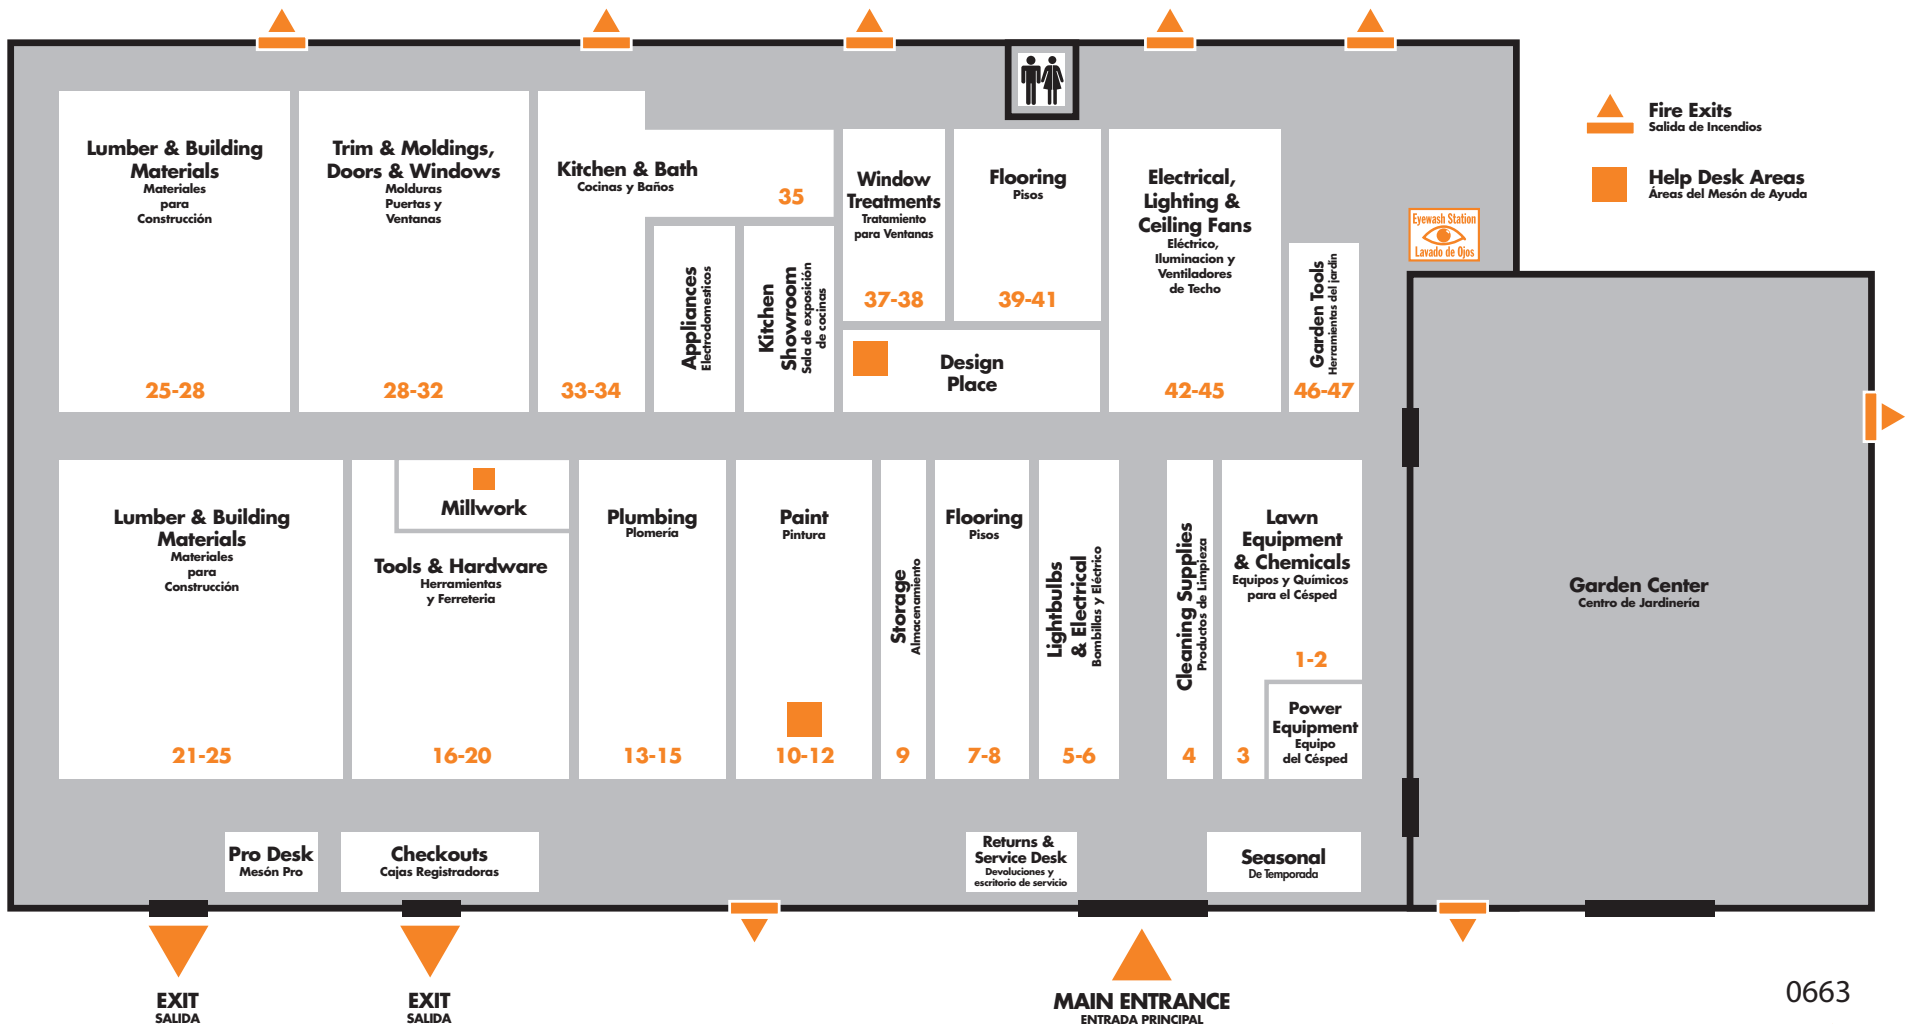 Fire Exits
Salida de Incendios
Help Desk Areas
Áreas del Mesón de Ayuda
Lumber & Building
Materials
Materiales
para
Construcción
25-28
Trim & Moldings,
Doors & Windows
Molduras
Puertas y
Ventanas
28-32
Kitchen & Bath
Cocinas y Baños
35
33-34
Appliances
Electrodomesticos
Kitchen
Showroom
Sala de exposición
de cocinas
Window
Treatments
Tratamiento
para Ventanas
37-38
Flooring
Pisos
39-41
Design
Place
Electrical,
Lighting &
Ceiling Fans
Eléctrico,
Iluminacion y
Ventiladores
de Techo
42-45
Garden Tools
Herramientas del jardin
46-47
Eyewash Station
Lavado de Ojos
Lumber & Building
Materials
Materiales
para
Construcción
21-25
Millwork
Tools & Hardware
Herramientas
y Ferreteria
16-20
Plumbing
Plomería
13-15
Paint
Pintura
10-12
Storage
Almacenamiento
9
Flooring
Pisos
7-8
Lightbulbs
& Electrical
Bombillas y Eléctrico
5-6
Cleaning Supplies
Productos de Limpieza
4
Lawn
Equipment
& Chemicals
Equipos y Químicos
para el Césped
1-2
3
Power
Equipment
Equipo
del Césped
Garden Center
Centro de Jardinería
Pro Desk
Mesón Pro
Checkouts
Cajas Registradoras
Returns &
Service Desk
Devoluciones y
escritorio de servicio
Seasonal
De Temporada
EXIT
SALIDA
EXIT
SALIDA
MAIN ENTRANCE
ENTRADA PRINCIPAL
0663